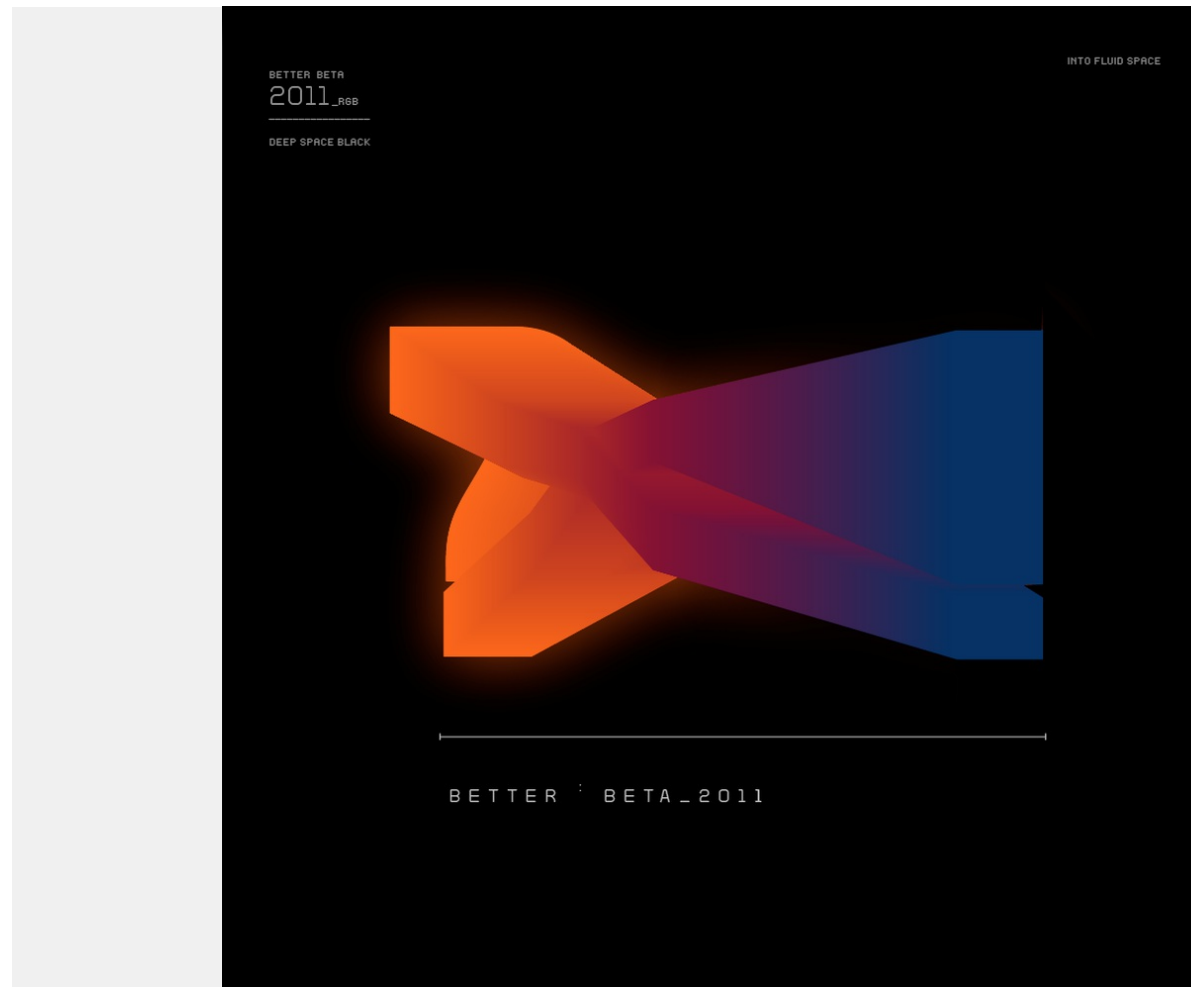 BETTER BETA
2011_RGB
DEEP SPACE BLACK
INTO FLUID SPACE
BETTER : BETA_2011